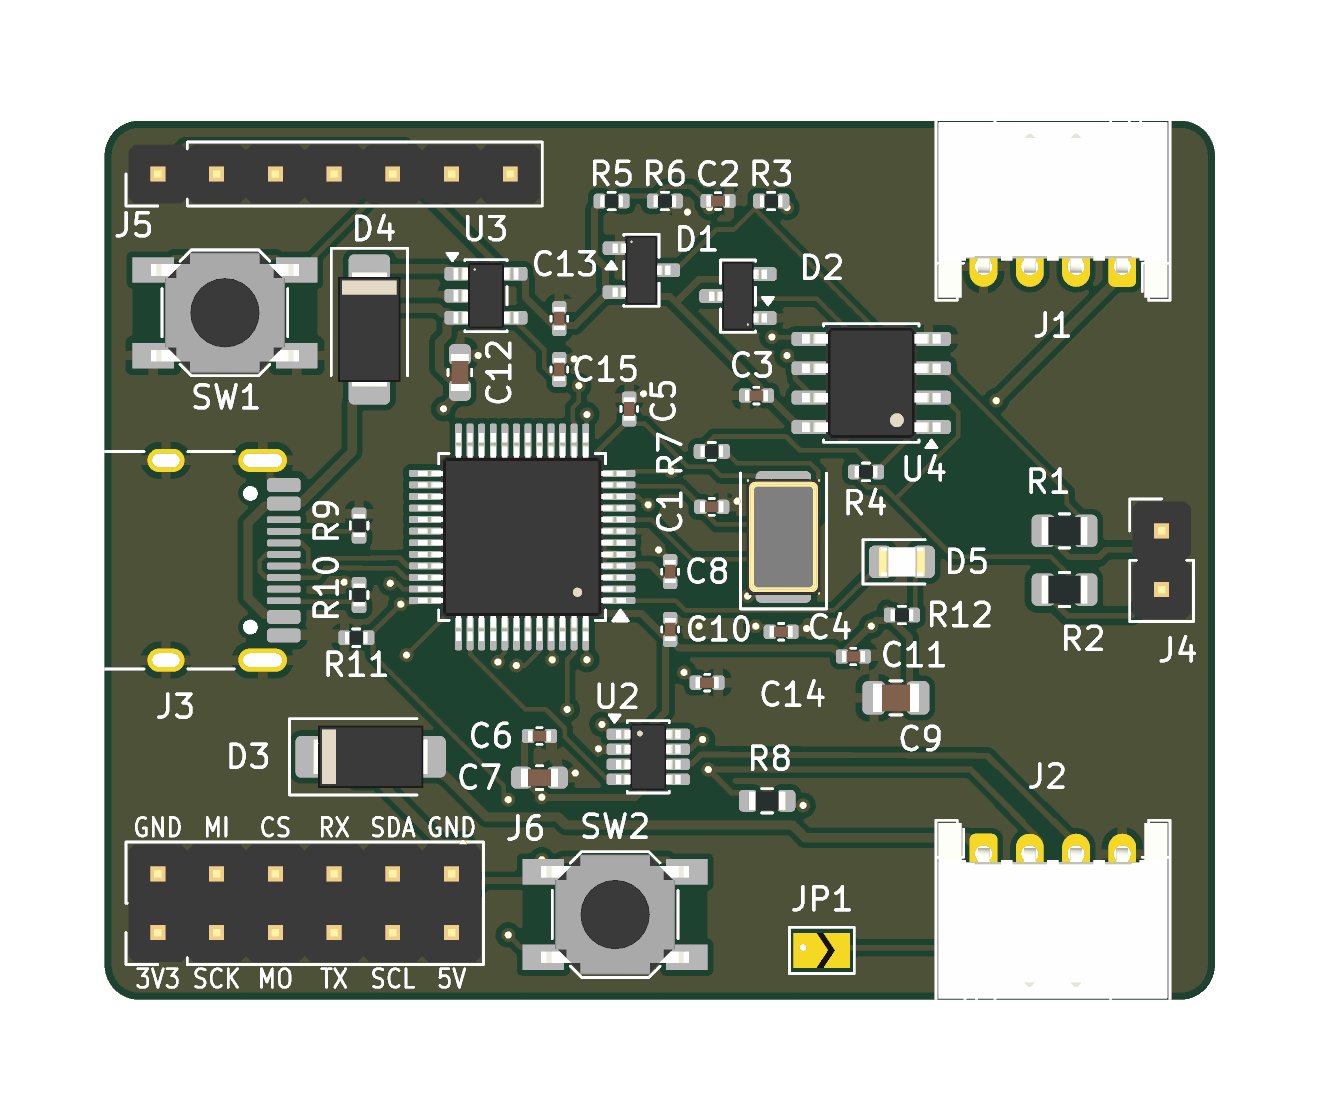 R5 R6 C2 R3
J5
D4 U3
D1
C13
D2
J1
SW1
C12
C15
C3
C5
R7
U4
R1
C1
R4
R9
C8
D5
R10
C10 C4
R12
R11
C11
R2
J4
J3
U2
C14
C9
D3
C6
C7
R8
J2
GND MI CS RX SDA GND
J6
SW2
JP1
3V3 SCK MO TX SCL 5V